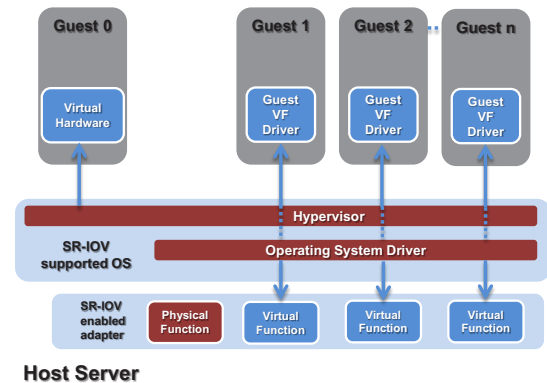 Guest 0
Guest 1
Guest 2
Guest n
Virtual
Hardware
Guest
VF
Driver
Guest
VF
Driver
Guest
VF
Driver
Hypervisor
SR-IOV
supported OS
Operating System Driver
SR-IOV
enabled
adapter
Physical
Function
Virtual
Function
Virtual
Function
Virtual
Function
Host Server